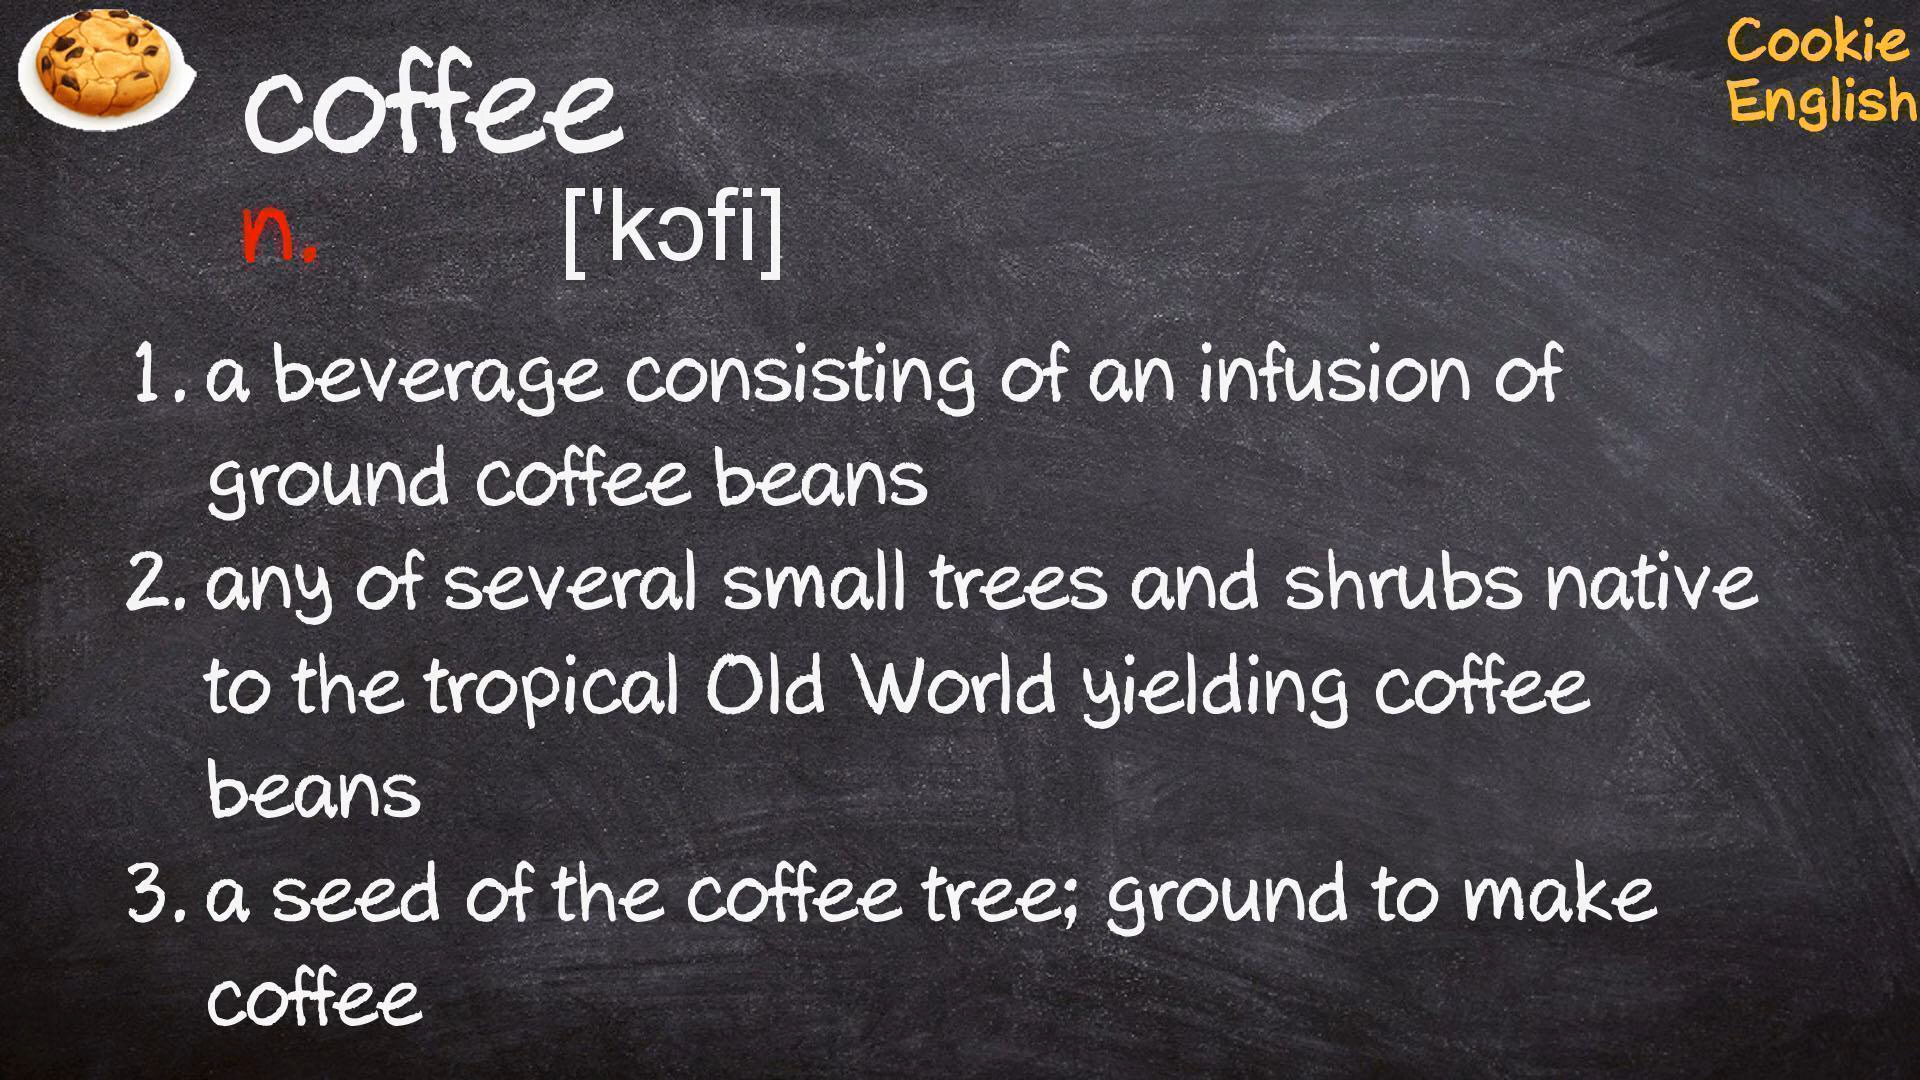 Cookie
English
coffee
n. ['kɔfi]
1. a beverage consisting of an infusion of
ground coffee beans
2. any of several small trees and shrubs native
to the tropical Old World yielding coffee
beans
3. a seed of the coffee tree; ground to make
coffee